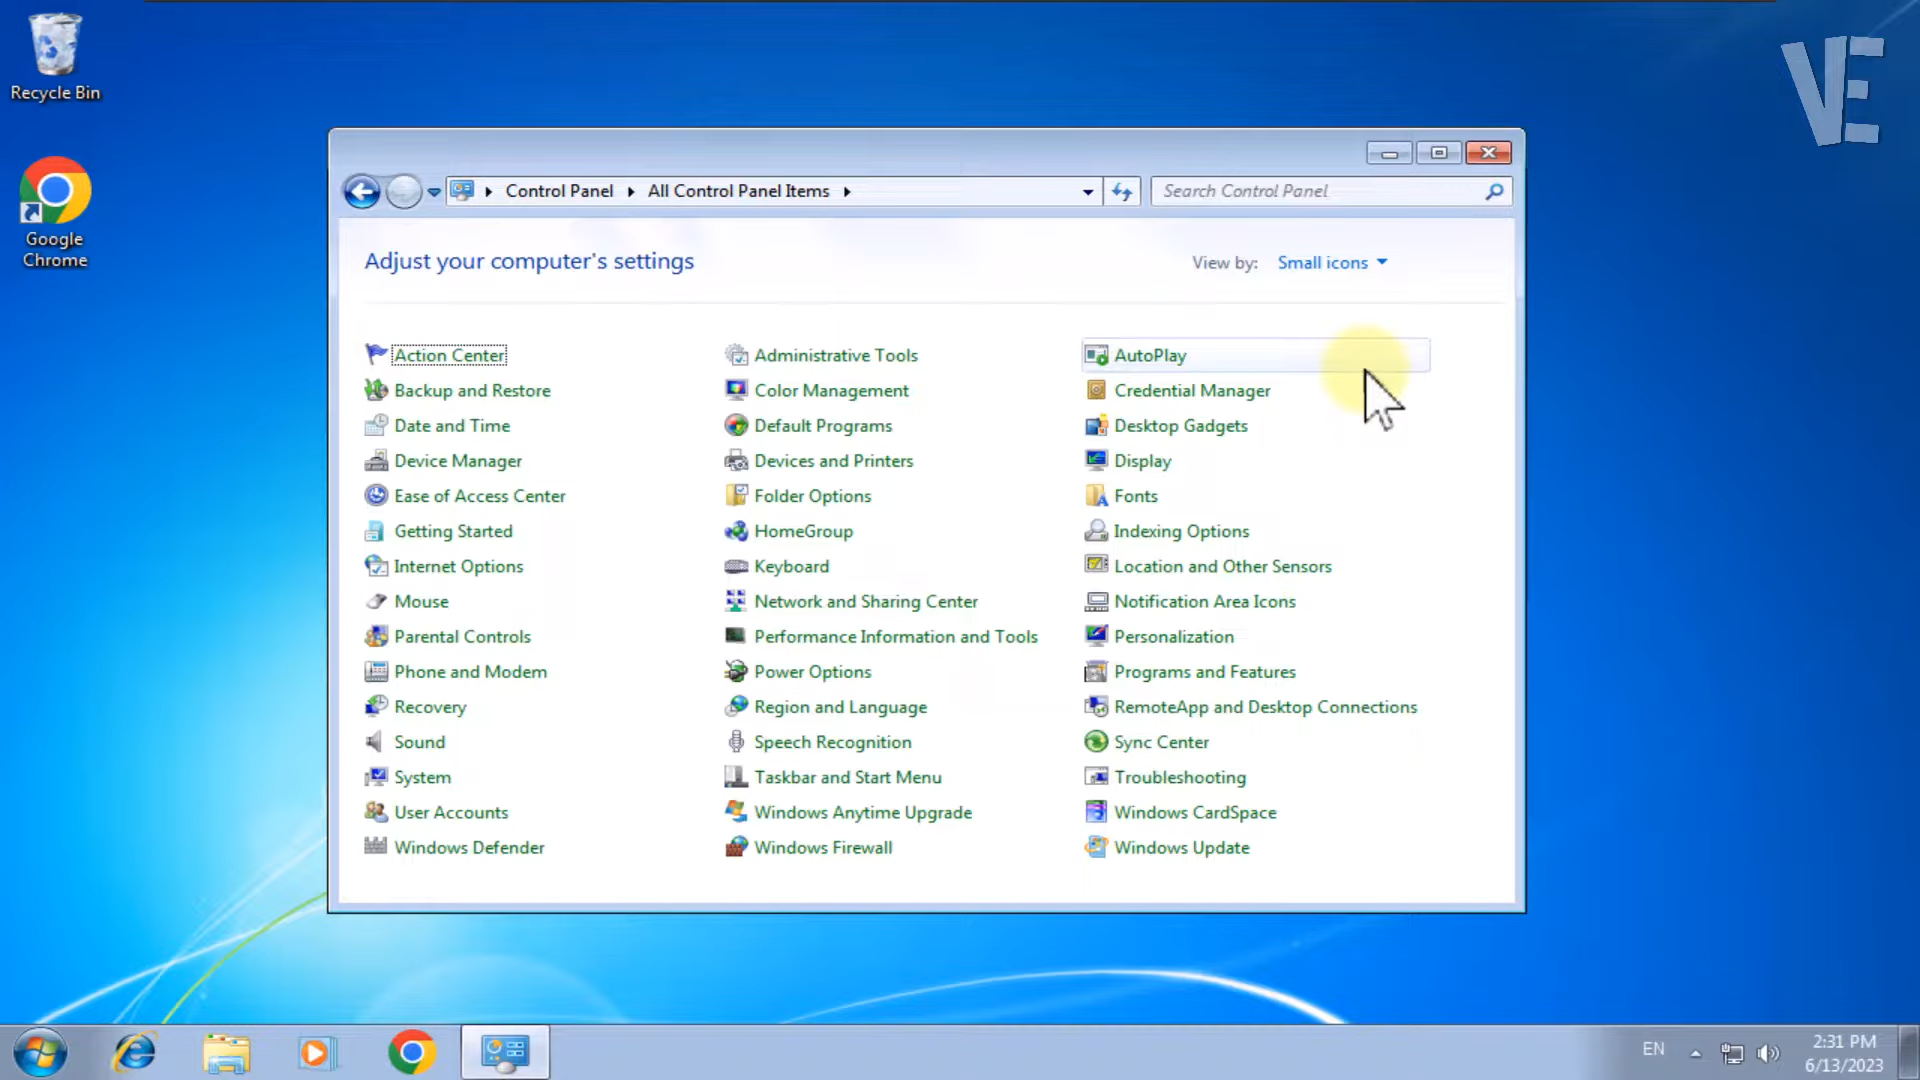 Recycle Bin
VE
Google
Chrome
Control Panel
All Control Panel Items
Search Control Panel
Adjust your computer's settings
View by: Small icons
Action Center
Administrative Tools
AutoPlay
Backup and Restore
Color Management
Credential Manager
Date and Time
Default Programs
Desktop Gadgets
Device Manager
Devices and Printers
Display
Ease of Access Center
Folder Options
Fonts
Getting Started
HomeGroup
Indexing Options
Internet Options
Keyboard
Location and Other Sensors
Mouse
Network and Sharing Center
Notification Area Icons
Parental Controls
Performance Information and Tools
Personalization
Phone and Modem
Power Options
Programs and Features
Recovery
Region and Language
RemoteApp and Desktop Connections
Sound
Speech Recognition
Sync Center
System
Taskbar and Start Menu
Troubleshooting
User Accounts
Windows Anytime Upgrade
Windows CardSpace
Windows Defender
Windows Firewall
Windows Update
EN
2:31 PM
6/13/2023